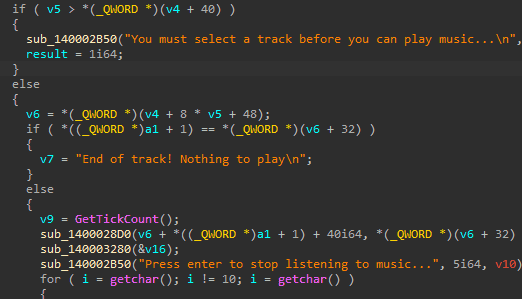 if ( v5 > *(_QWORD *)(v4 + 40) )
{
sub_140002B50("You must select a track before you can play music...\n",
result = 1i64;
}
else
{
v6 = *(_QWORD *)(v4 + 8 * v5 + 48);
if ( *((_QWORD *)a1 + 1) == *(_QWORD *)(v6 + 32) )
{
v7 = "End of track! Nothing to play\n";
}
else
{
v9 = GetTickCount();
sub_1400028D0(v6 + *((_QWORD *)a1 + 1) + 40i64, *(_QWORD *)(v6 + 32)
sub_140003280(&v16);
sub_140002B50("Press enter to stop listening to music...", 5i64, v10)
for ( i = getchar(); i != 10; i = getchar() )
{